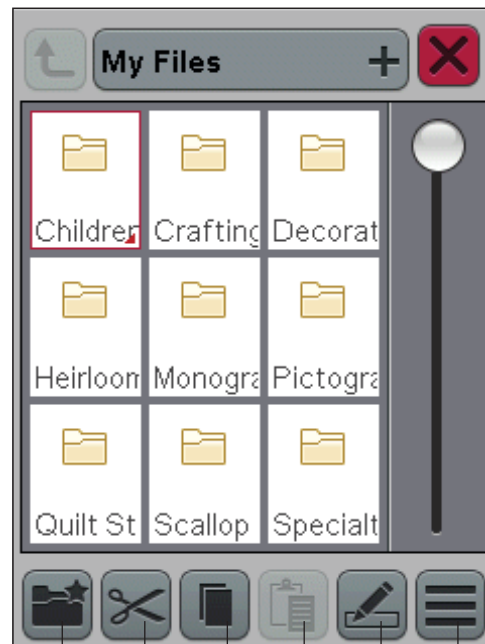 My Files
Children Crafting Decorat
Heirloom Monogra Pictogra
Quilt St Scallop Specialt